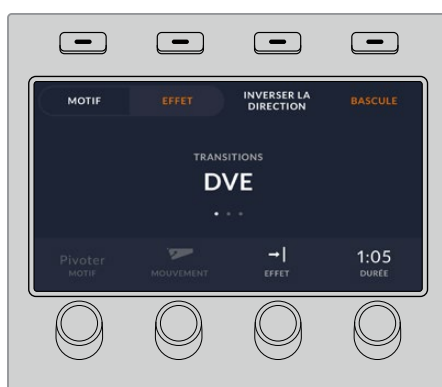 MOTIF
EFFET
INVERSER LA
DIRECTION
BASCULE
TRANSITIONS
DVE
Pivoter
MOTIF
MOUVEMENT
EFFET
1:05
DURÉE